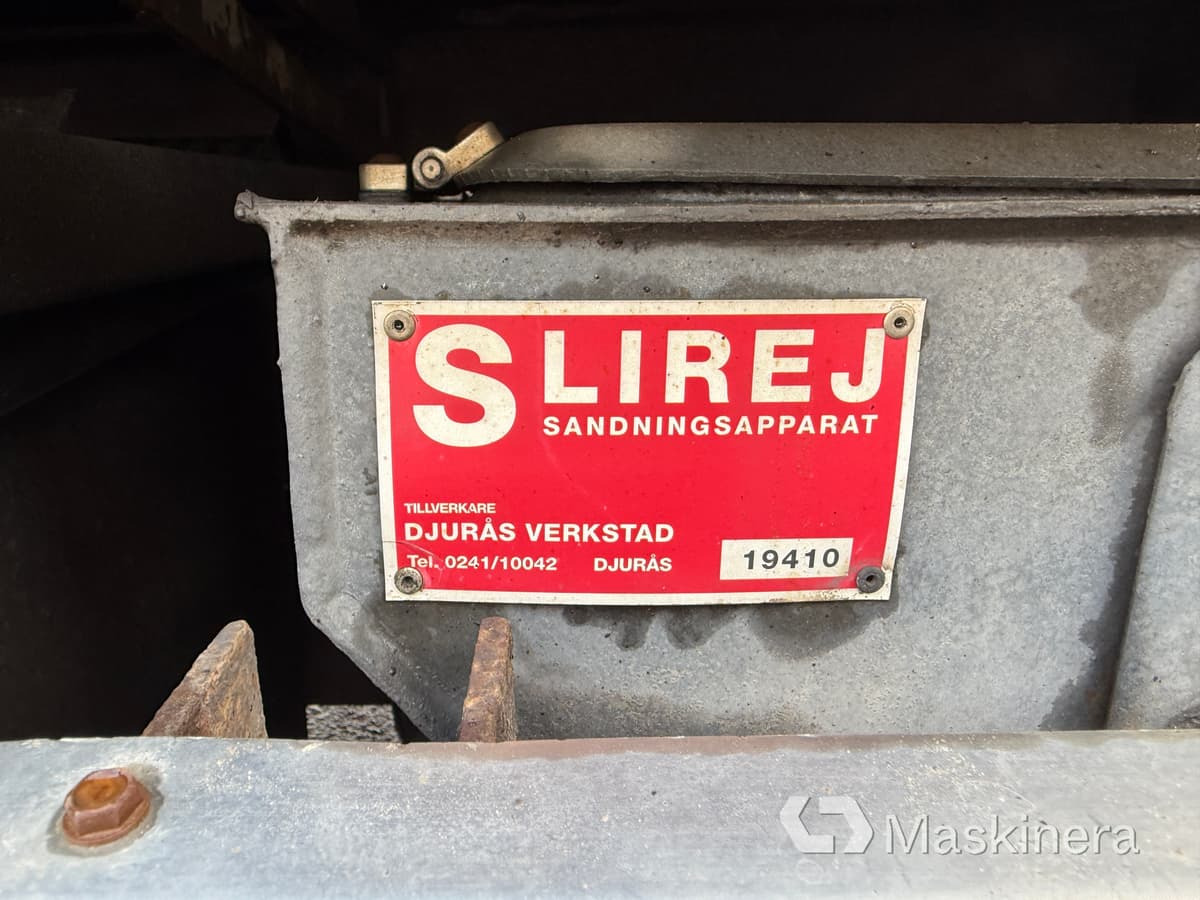 SLIREJ
SANDNINGSAPPARAT
TILLVERKARE
DJURÅS VERKSTAD
Tel. 0241/10042 DJURÅS 19410
Maskinera